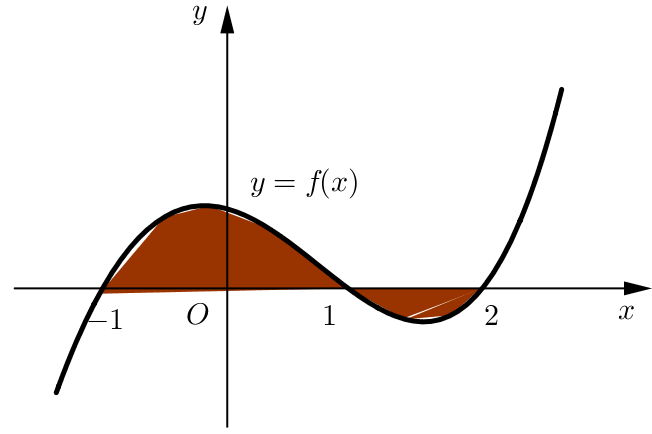 y
y = f(x)
−1
O
1
2
x